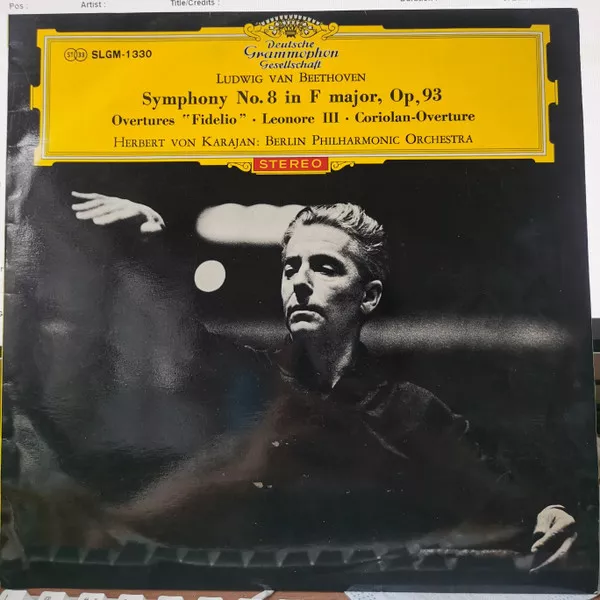 Pos :
Artist :
Title/Credits :
STEREO SLGM-1330
Deutsche
Grammophon
Gesellschaft
LUDWIG VAN BEETHOVEN
Symphony No. 8 in F major, Op, 93
Overtures "Fidelio" · Leonore III · Coriolan-Overture
HERBERT VON KARAJAN: BERLIN PHILHARMONIC ORCHESTRA
STEREO